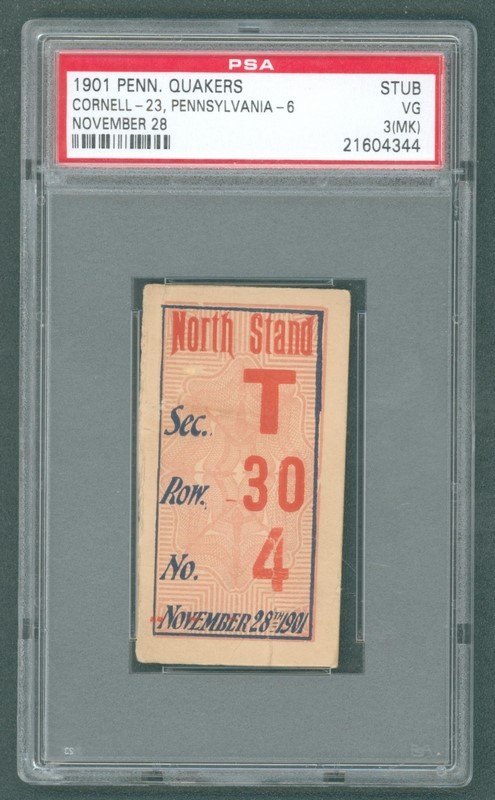 PSA
1901 PENN. QUAKERS STUB
CORNELL-23, PENNSYLVANIA-6 VG
NOVEMBER 28 3(MK)
21604344
North Stand
Sec. T
Row. 30
No. 4
NOVEMBER 28TH 1901